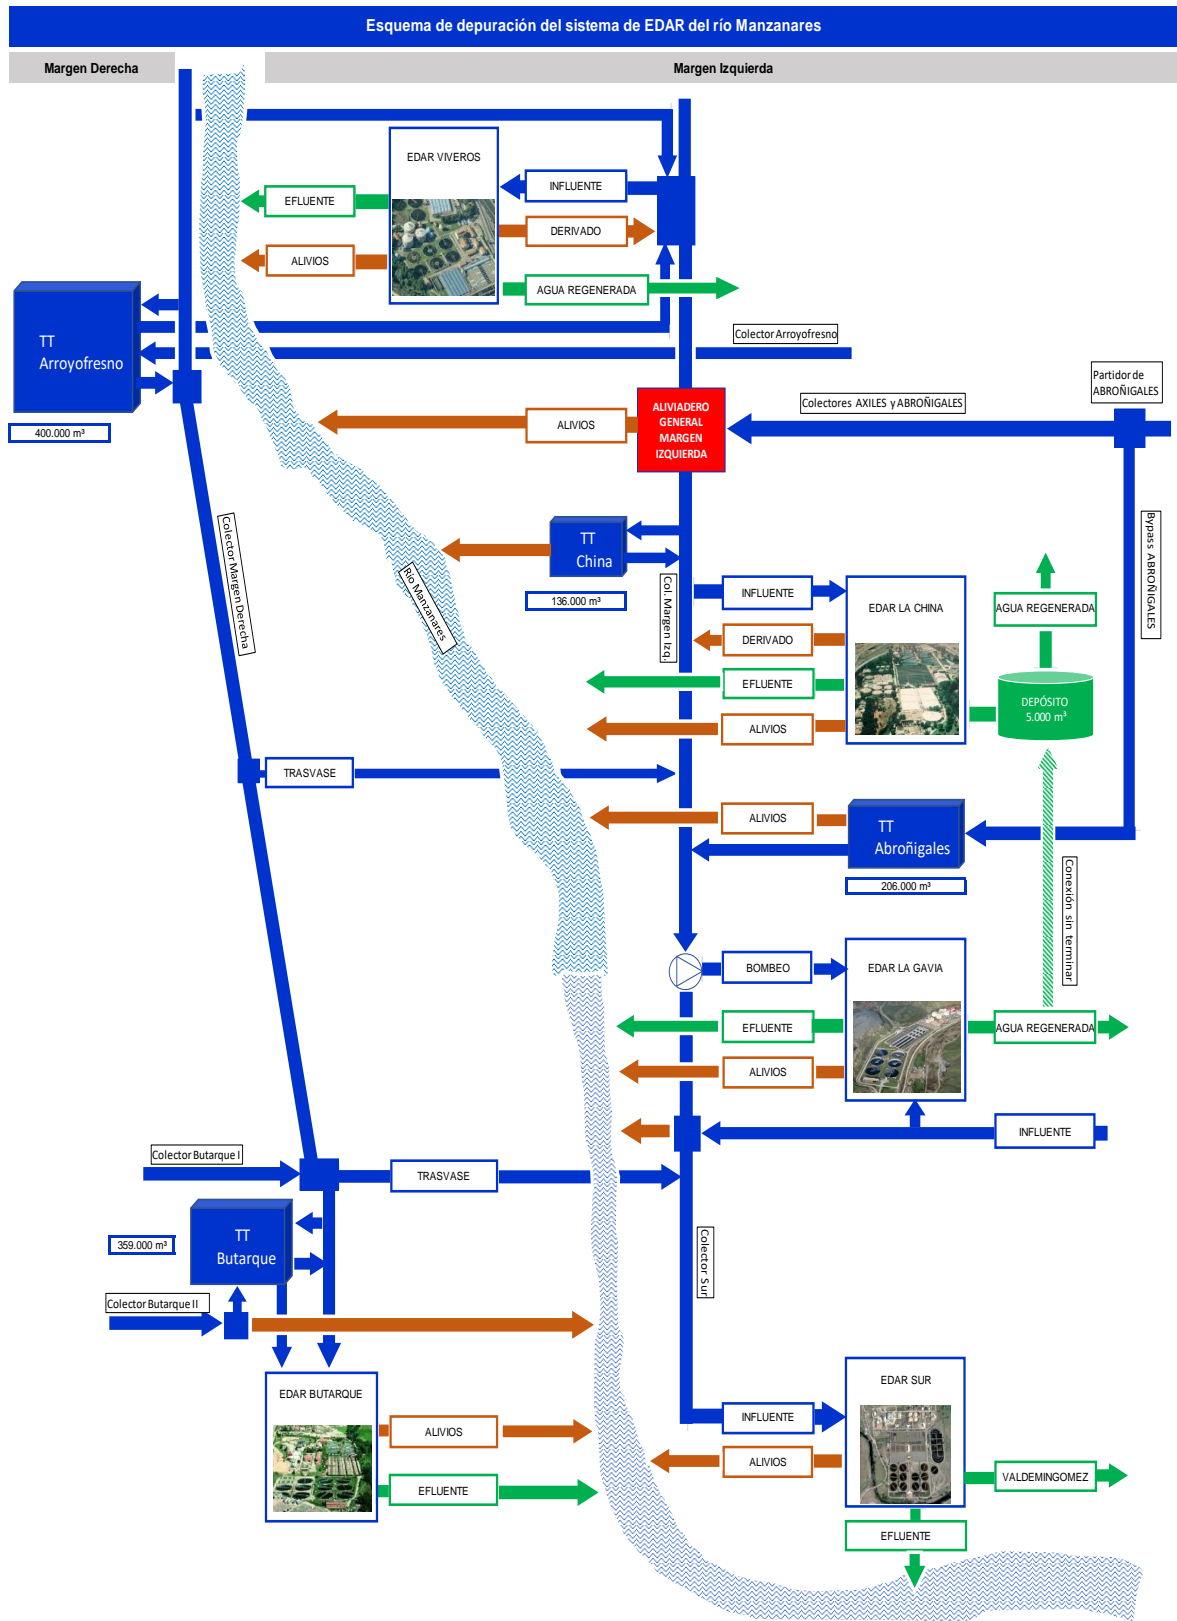 Esquema de depuración del sistema de EDAR del río Manzanares
Margen Derecha
Margen Izquierda
EDAR VIVEROS
INFLUENTE
EFLUENTE
DERIVADO
ALIVIOS
AGUA REGENERADA
TT
Arroyofresno
400.000 m³
Colector Arroyofresno
Partidor de
ABROÑIGALES
Colectores AXILES y ABROÑIGALES
ALIVIADERO
GENERAL
MARGEN
IZQUIERDA
ALIVIOS
Colector Margen Derecha
Río Manzanares
TT
China
136.000 m³
Col. Margen Izq.
Bypass ABROÑIGALES
INFLUENTE
EDAR LA CHINA
AGUA REGENERADA
DERIVADO
EFLUENTE
DEPÓSITO
5.000 m³
ALIVIOS
TRASVASE
ALIVIOS
TT
Abroñigales
206.000 m³
Conexión sin terminar
BOMBEO
EDAR LA GAVIA
EFLUENTE
AGUA REGENERADA
ALIVIOS
INFLUENTE
Colector Butarque I
TRASVASE
TT
Butarque
359.000 m³
Colector Sur
Colector Butarque II
EDAR BUTARQUE
ALIVIOS
EFLUENTE
EDAR SUR
INFLUENTE
ALIVIOS
VALDEMINGOMEZ
EFLUENTE